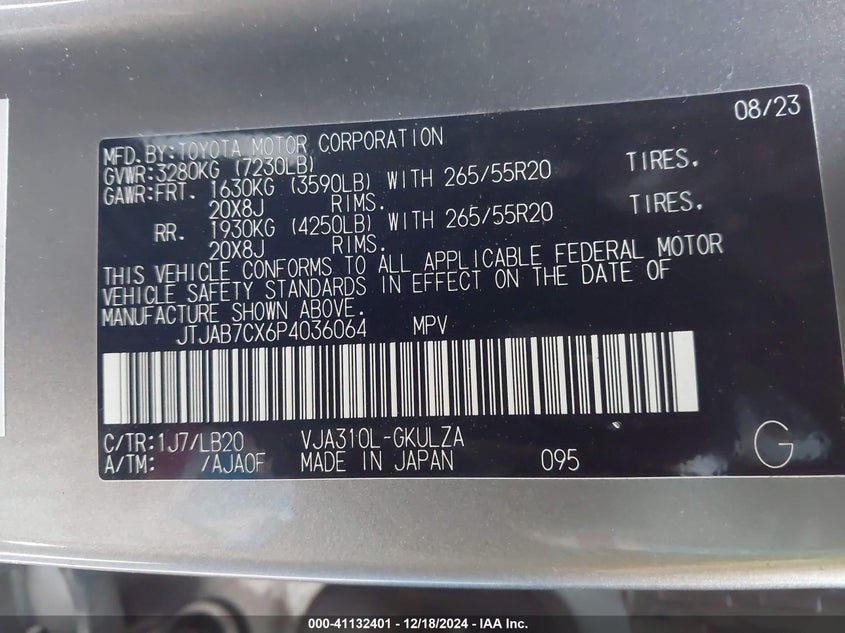 08/23
MFD.BY:TOYOTA MOTOR CORPORATION
GVWR:3280KG (7230LB)
GAWR:FRT. 1630KG (3590LB) WITH 265/55R20 TIRES.
20X8J RIMS.
RR. 1930KG (4250LB) WITH 265/55R20 TIRES.
20X8J RIMS.
THIS VEHICLE CONFORMS TO ALL APPLICABLE FEDERAL MOTOR
VEHICLE SAFETY STANDARDS IN EFFECT ON THE DATE OF
MANUFACTURE SHOWN ABOVE.
JTJAB7CX6P4036064 MPV
C/TR:1J7/LB20 VJA310L-GKULZA
A/TM: /AJA0F MADE IN JAPAN 095 G
000-41132401 - 12/18/2024 - IAA Inc.